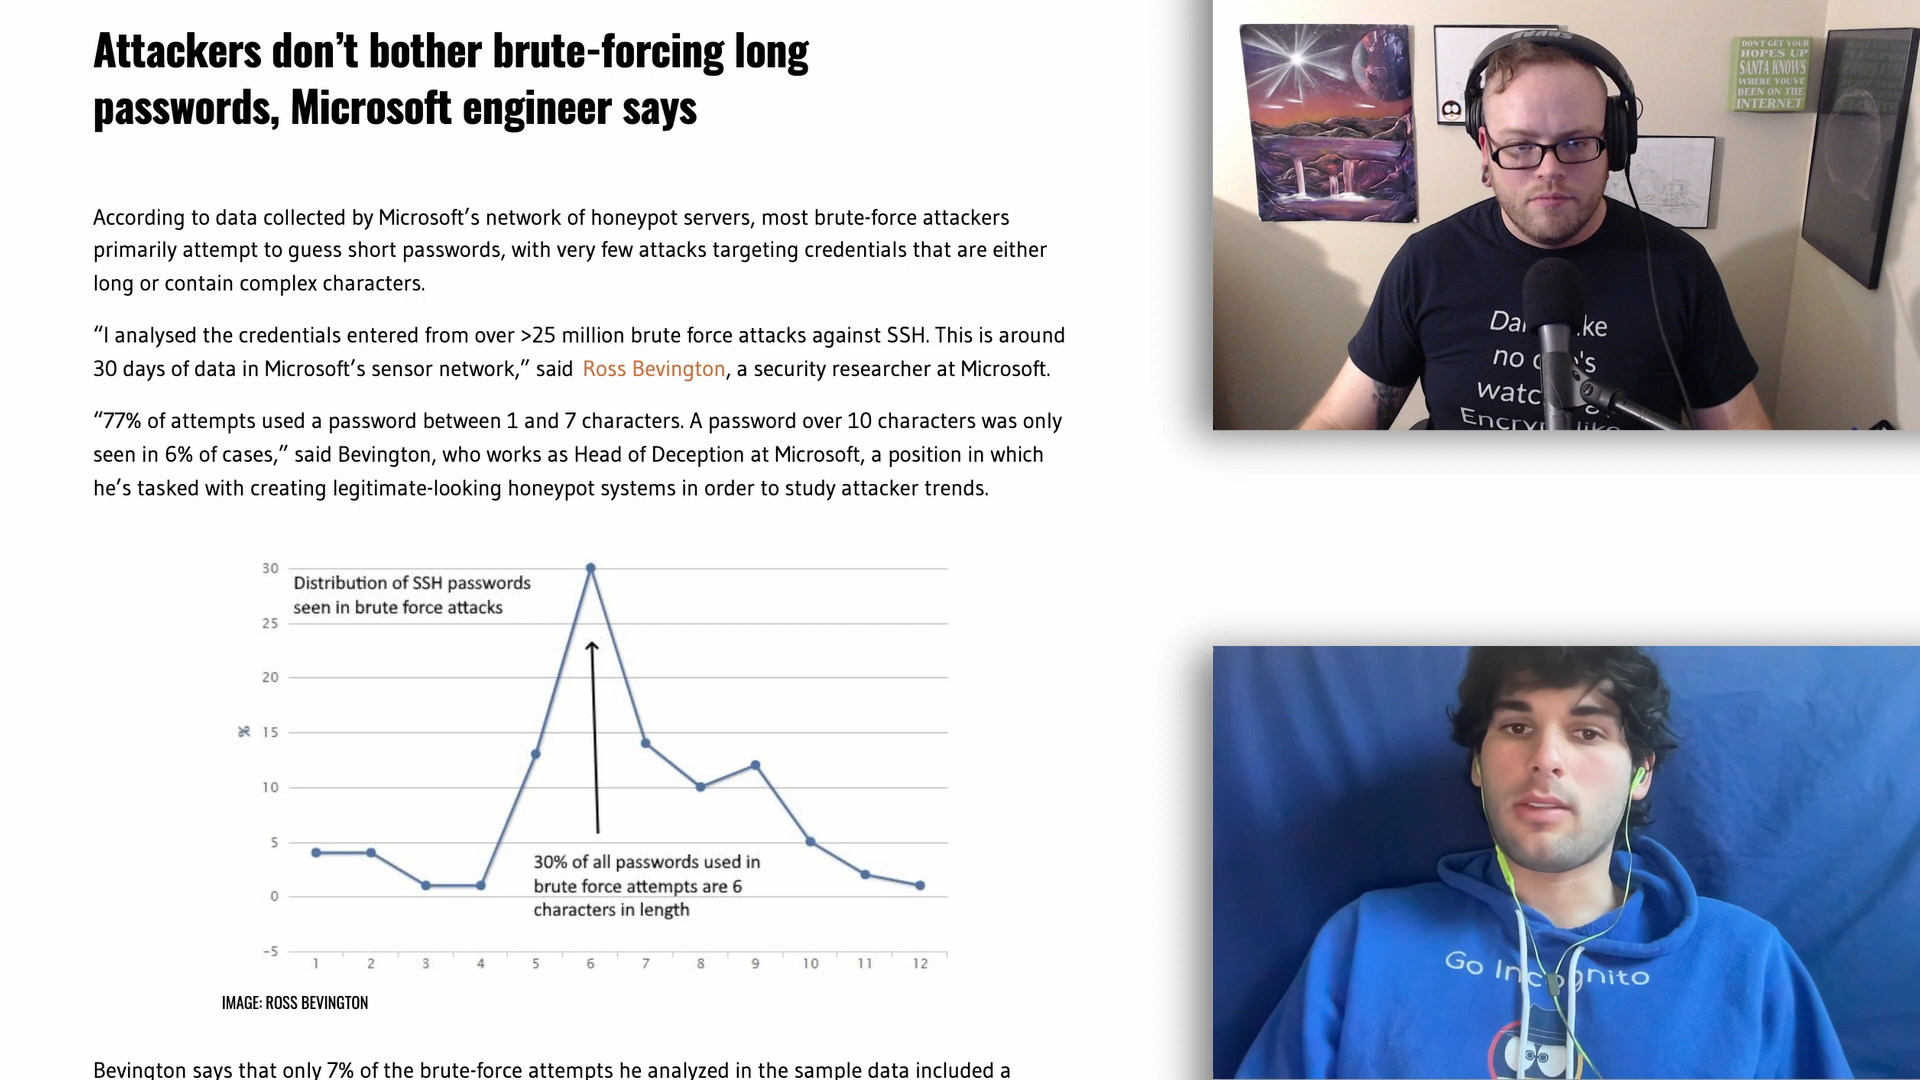 Attackers don’t bother brute-forcing long
passwords, Microsoft engineer says
According to data collected by Microsoft’s network of honeypot servers, most brute-force attackers
primarily attempt to guess short passwords, with very few attacks targeting credentials that are either
long or contain complex characters.
“I analysed the credentials entered from over >25 million brute force attacks against SSH. This is around
30 days of data in Microsoft’s sensor network,” said Ross Bevington, a security researcher at Microsoft.
“77% of attempts used a password between 1 and 7 characters. A password over 10 characters was only
seen in 6% of cases,” said Bevington, who works as Head of Deception at Microsoft, a position in which
he’s tasked with creating legitimate-looking honeypot systems in order to study attacker trends.
Distribution of SSH passwords
seen in brute force attacks
30
25
20
15
10
5
0
-5
%
30% of all passwords used in
brute force attempts are 6
characters in length
1 2 3 4 5 6 7 8 9 10 11 12
IMAGE: ROSS BEVINGTON
Bevington says that only 7% of the brute-force attempts he analyzed in the sample data included a
DON'T GET YOUR
HOPES UP
SANTA KNOWS
WHERE YOU'VE
BEEN ON THE
INTERNET
no
Go Incognito